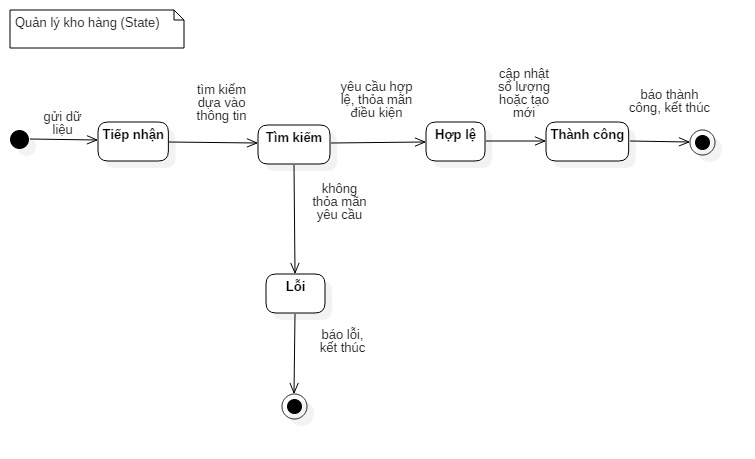 Quản lý kho hàng (State)
gửi dữ
liệu
Tiếp nhận
tìm kiếm
dựa vào
thông tin
Tìm kiếm
yêu cầu hợp
lệ, thỏa mãn
điều kiện
Hợp lệ
cập nhật
số lượng
hoặc tạo
mới
Thành công
báo thành
công, kết thúc
không
thỏa mãn
yêu cầu
Lỗi
báo lỗi,
kết thúc